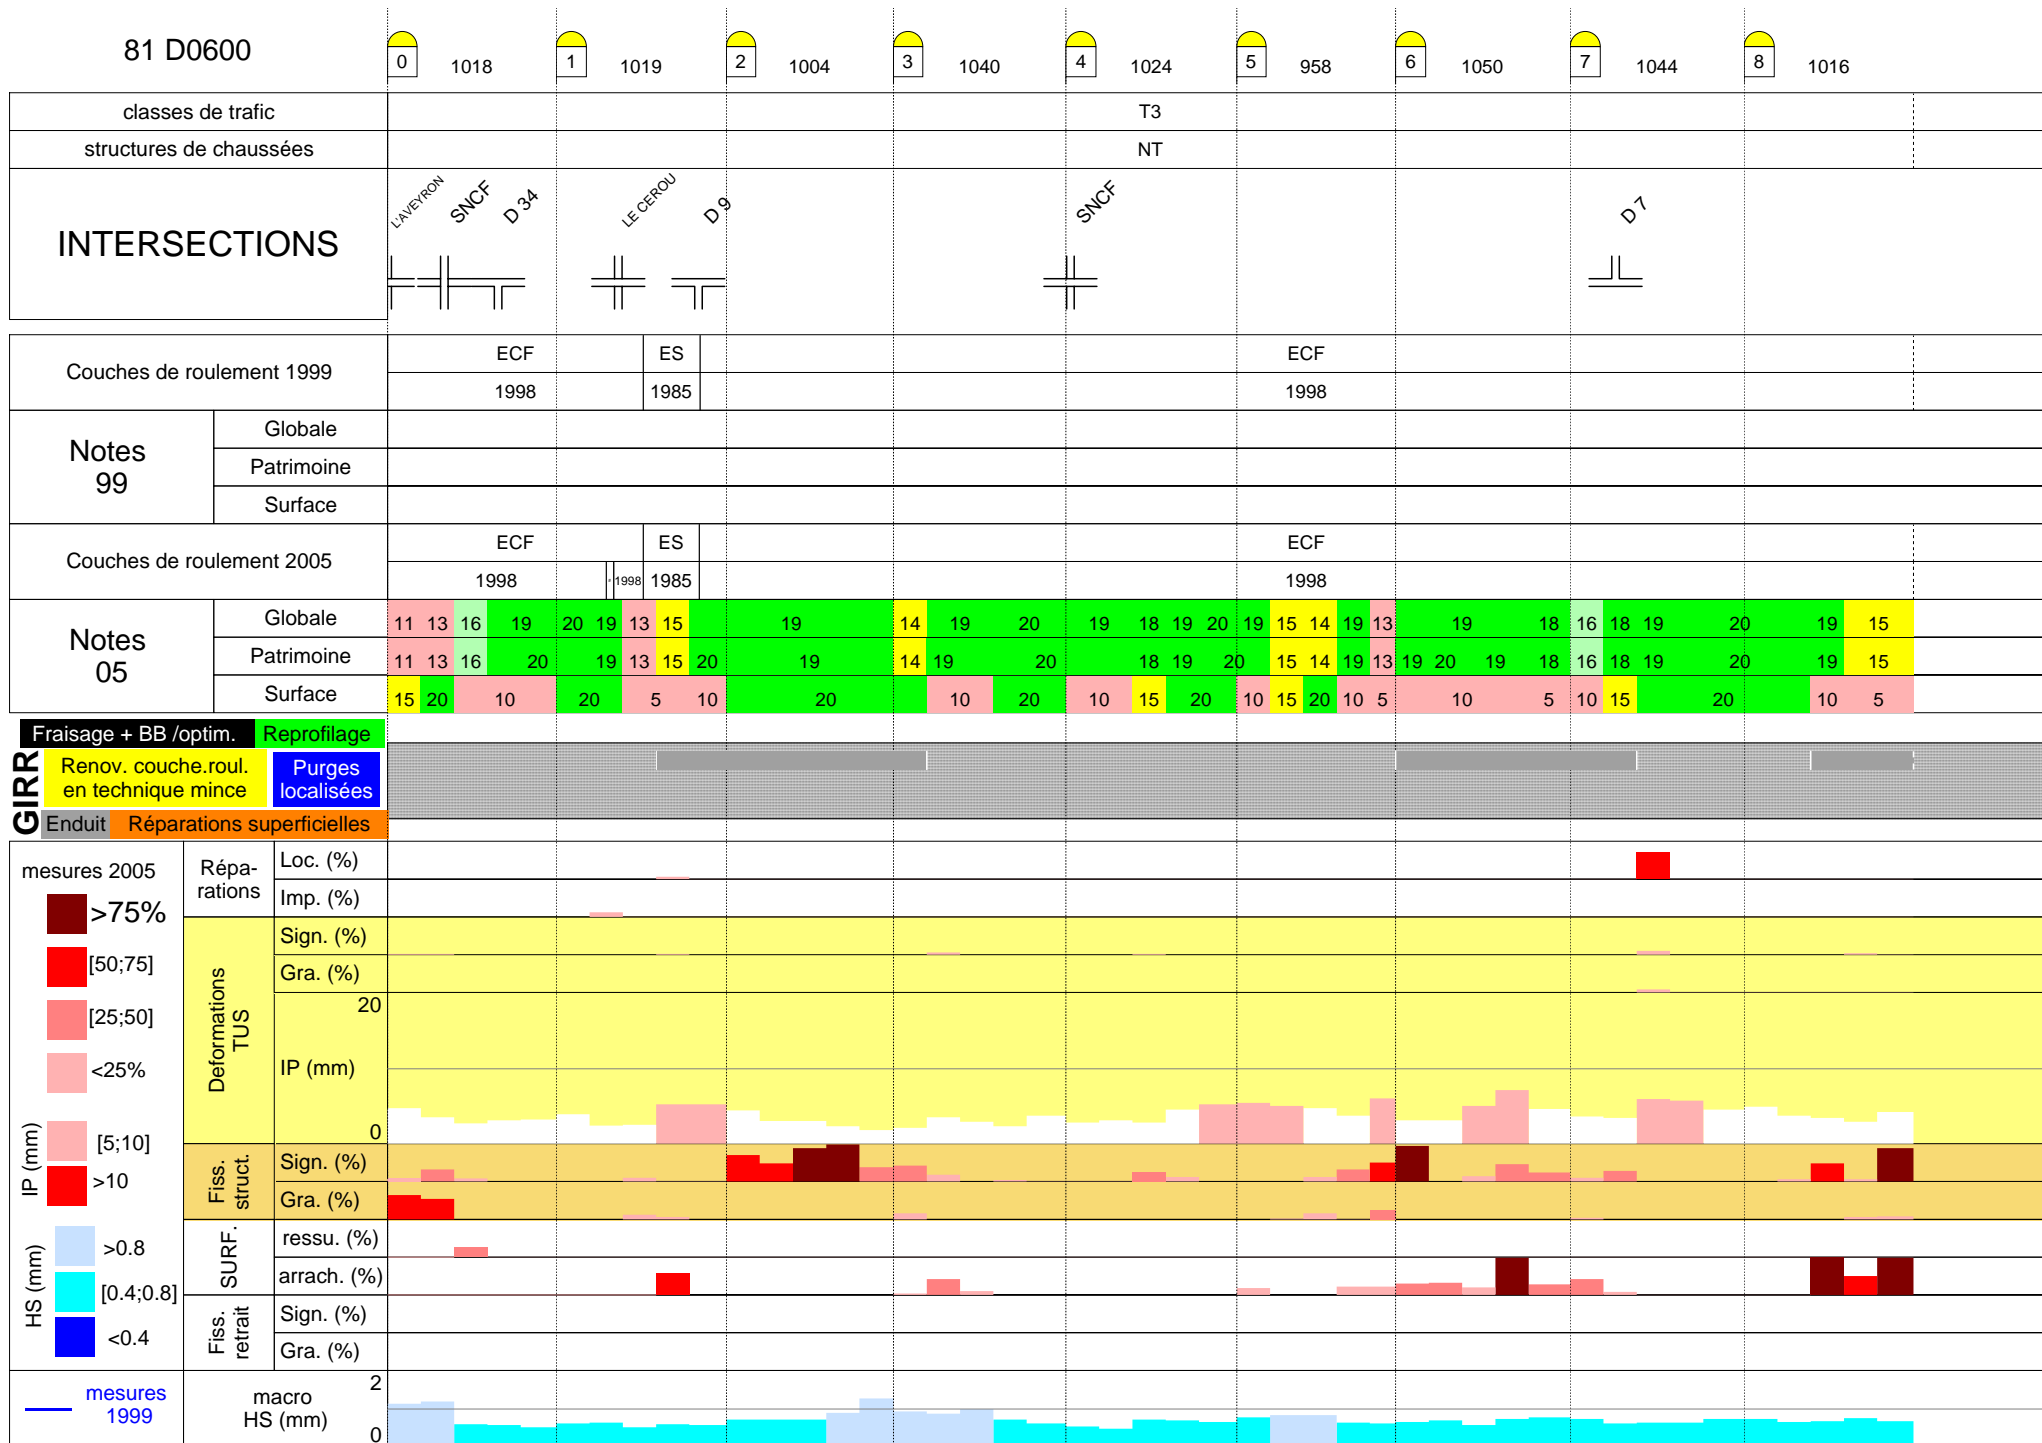 81 D0600
0 1018 1 1019 2 1004 3 1040 4 1024 5 958 6 1050 7 1044 8 1016
classes de trafic T3
structures de chaussées NT
INTERSECTIONS
L'AVEYRON SNCF D 34 LE CEROU D 9 SNCF D 7
Couches de roulement 1999
ECF ES ECF
1998 1985 1998
Notes
99
Globale
Patrimoine
Surface
Couches de roulement 2005
ECF ES ECF
1998 1998 1985 1998
Notes
05
Globale 11 13 16 19 20 19 13 15 19 14 19 20 19 18 19 20 19 15 14 19 13 19 18 16 18 19 20 19 15
Patrimoine 11 13 16 20 19 13 15 20 19 14 19 20 18 19 20 15 14 19 13 19 20 19 18 16 18 19 20 19 15
Surface 15 20 10 20 5 10 20 10 20 10 15 20 10 15 20 10 5 10 5 10 15 20 10 5
GIRR
Fraisage + BB /optim. Reprofilage
Renov. couche.roul.
en technique mince
Purges
localisées
Enduit Réparations superficielles
mesures 2005
>75%
[50;75]
[25;50]
<25%
IP (mm)
[5;10]
>10
HS (mm)
>0.8
[0.4;0.8]
<0.4
mesures
1999
Répa-
rations
Loc. (%)
Imp. (%)
Deformations
TUS
Sign. (%)
Gra. (%)
20
IP (mm)
0
Fiss.
struct.
Sign. (%)
Gra. (%)
SURF.
ressu. (%)
arrach. (%)
Fiss.
retrait
Sign. (%)
Gra. (%)
macro
HS (mm)
2
0